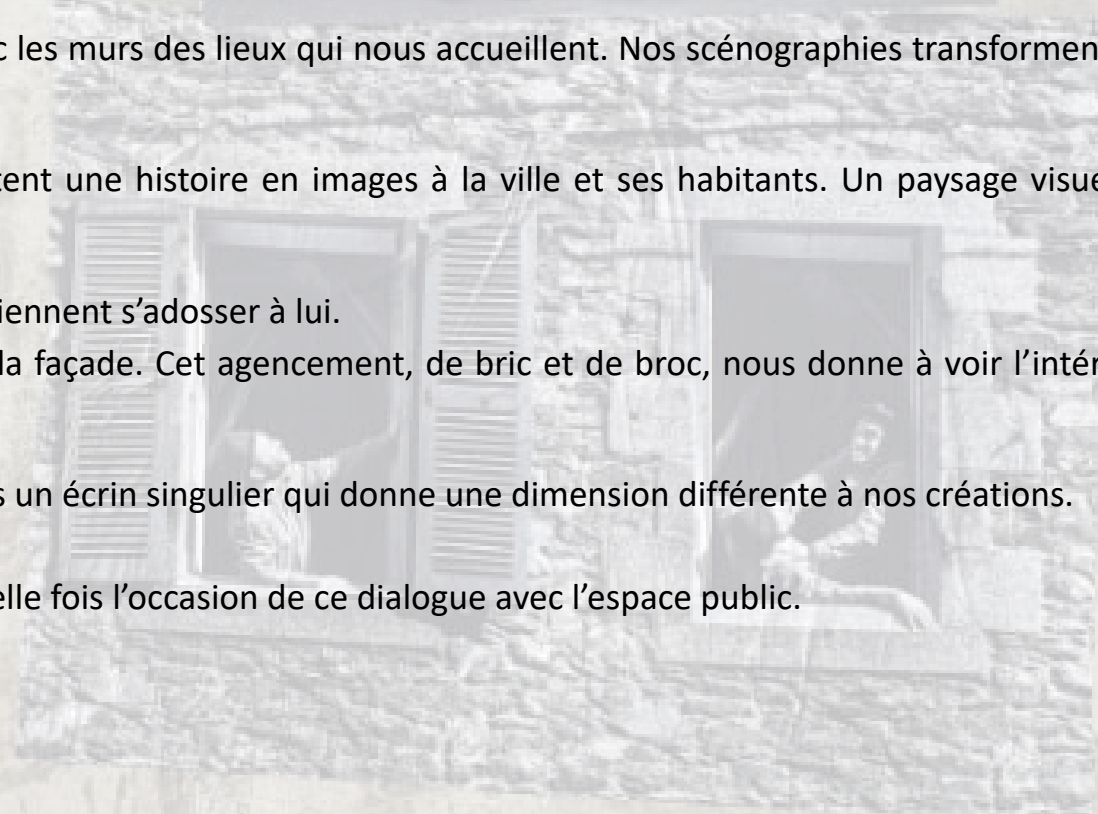 c les murs des lieux qui nous accueillent. Nos scénographies transformen
tent une histoire en images à la ville et ses habitants. Un paysage visue
iennent s’adosser à lui.
la façade. Cet agencement, de bric et de broc, nous donne à voir l’intér
s un écrin singulier qui donne une dimension différente à nos créations.
elle fois l’occasion de ce dialogue avec l’espace public.